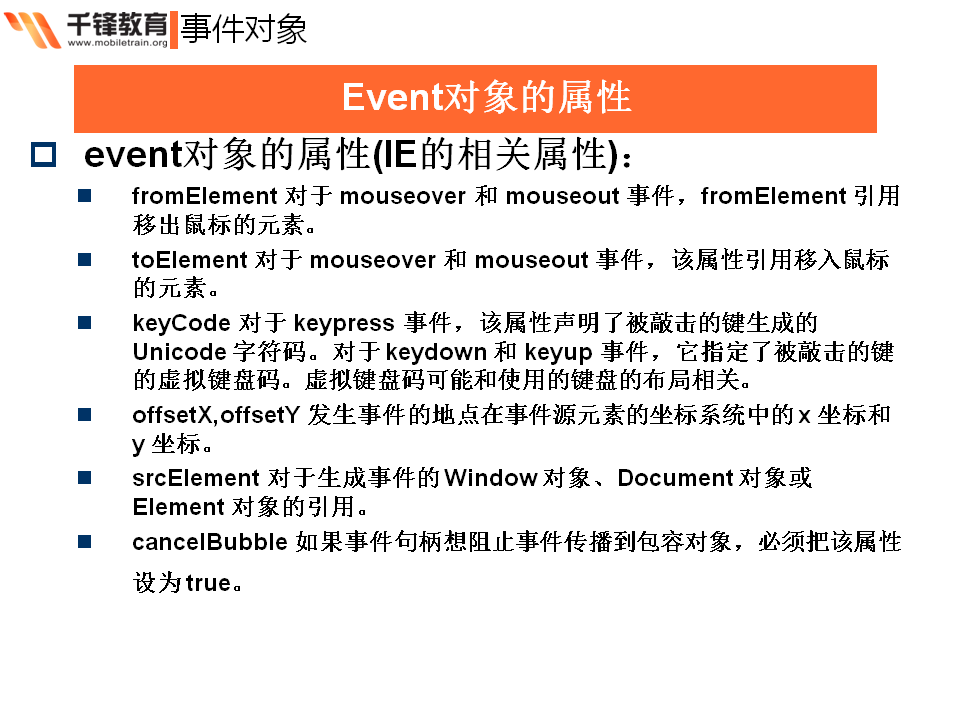 千锋教育
www.mobiletrain.org
事件对象
Event对象的属性
event对象的属性(IE的相关属性)：
fromElement 对于 mouseover 和 mouseout 事件，fromElement 引用
移出鼠标的元素。
toElement 对于 mouseover 和 mouseout 事件，该属性引用移入鼠标
的元素。
keyCode 对于 keypress 事件，该属性声明了被敲击的键生成的
Unicode 字符码。对于 keydown 和 keyup 事件，它指定了被敲击的键
的虚拟键盘码。虚拟键盘码可能和使用的键盘的布局相关。
offsetX,offsetY 发生事件的地点在事件源元素的坐标系统中的 x 坐标和
y 坐标。
srcElement 对于生成事件的 Window 对象、Document 对象或
Element 对象的引用。
cancelBubble 如果事件句柄想阻止事件传播到包容对象，必须把该属性
设为 true。